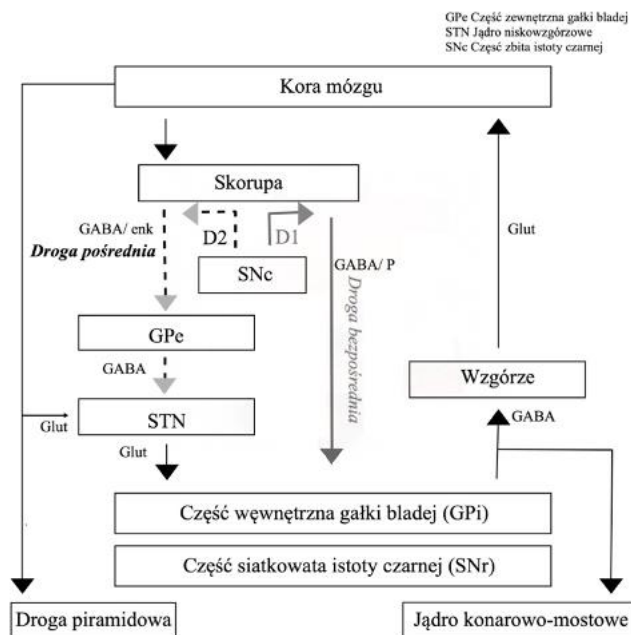 GPe Część zewnętrzna gałki bladej
STN Jądro niskowzgórzowe
SNc Częsć zbita istoty czarnej
Kora mózgu
Skorupa
GABA/ enk
Droga pośrednia
D2
D1
SNc
GABA/ P
Droga bezpośrednia
Glut
GPe
GABA
Wzgórze
GABA
STN
Glut
Glut
Część węwnętrzna gałki bladej (GPi)
Część siatkowata istoty czarnej (SNr)
Droga piramidowa
Jądro konarowo-mostowe